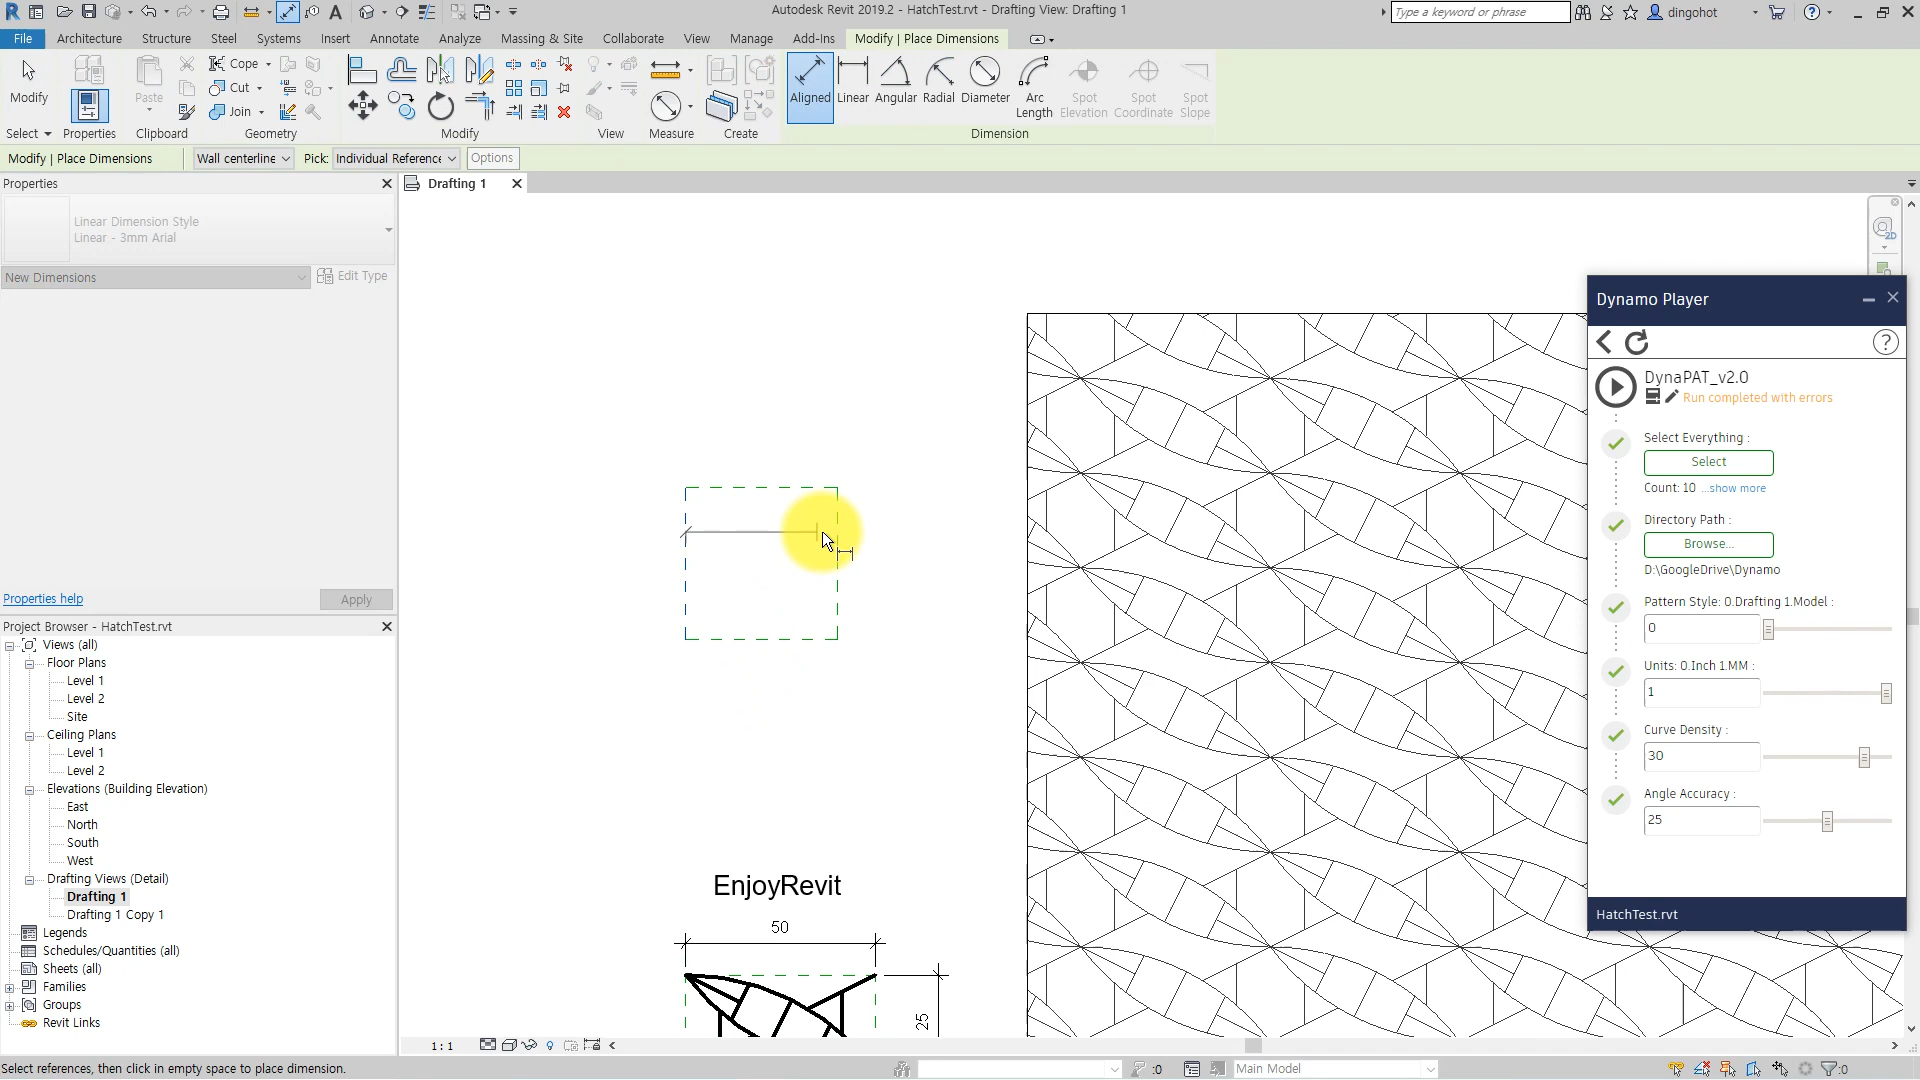 Autodesk Revit 2019.2 - HatchTest.rvt - Drafting View: Drafting 1
Type a keyword or phrase
dingohot
File Architecture Structure Steel Systems Insert Annotate Analyze Massing & Site Collaborate View Manage Add-Ins Modify | Place Dimensions
Modify
Paste
Cope
Cut
Join
Aligned Linear Angular Radial Diameter Arc Length Spot Elevation Spot Coordinate Spot Slope
Select Properties Clipboard Geometry Modify View Measure Create Dimension
Modify | Place Dimensions Wall centerline Pick: Individual Reference Options
Properties
Drafting 1
Linear Dimension Style
Linear - 3mm Arial
New Dimensions Edit Type
Properties help Apply
Project Browser - HatchTest.rvt
Views (all)
Floor Plans
Level 1
Level 2
Site
Ceiling Plans
Level 1
Level 2
Elevations (Building Elevation)
East
North
South
West
Drafting Views (Detail)
Drafting 1
Drafting 1 Copy 1
Legends
Schedules/Quantities (all)
Sheets (all)
Families
Groups
Revit Links
2D
EnjoyRevit
50
25
Dynamo Player
?
DynaPAT_v2.0
Run completed with errors
Select Everything :
Select
Count: 10 ...show more
Directory Path :
Browse...
D:\GoogleDrive\Dynamo
Pattern Style: 0.Drafting 1.Model :
0
Units: 0.Inch 1.MM :
1
Curve Density :
30
Angle Accuracy :
25
HatchTest.rvt
1 : 1
Select references, then click in empty space to place dimension.
:0
Main Model
:0